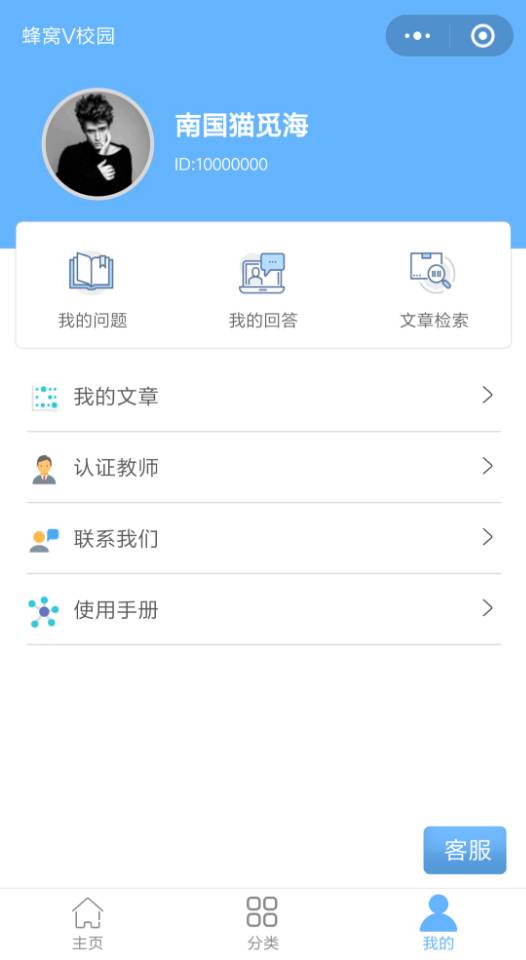 蜂窝V校园
南国猫觅海
ID:10000000
我的问题
我的回答
文章检索
我的文章
认证教师
联系我们
使用手册
客服
主页
分类
我的